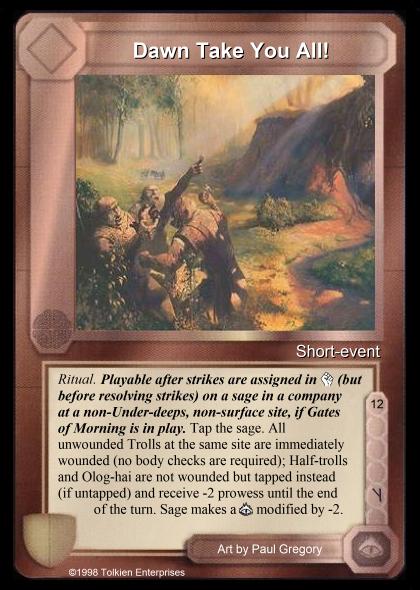 Dawn Take You All!
Short-event
Ritual. Playable after strikes are assigned in (but
before resolving strikes) on a sage in a company
at a non-Under-deeps, non-surface site, if Gates
of Morning is in play. Tap the sage. All
unwounded Trolls at the same site are immediately
wounded (no body checks are required); Half-trolls
and Olog-hai are not wounded but tapped instead
(if untapped) and receive -2 prowess until the end
of the turn. Sage makes a modified by -2.
12
Art by Paul Gregory
©1998 Tolkien Enterprises